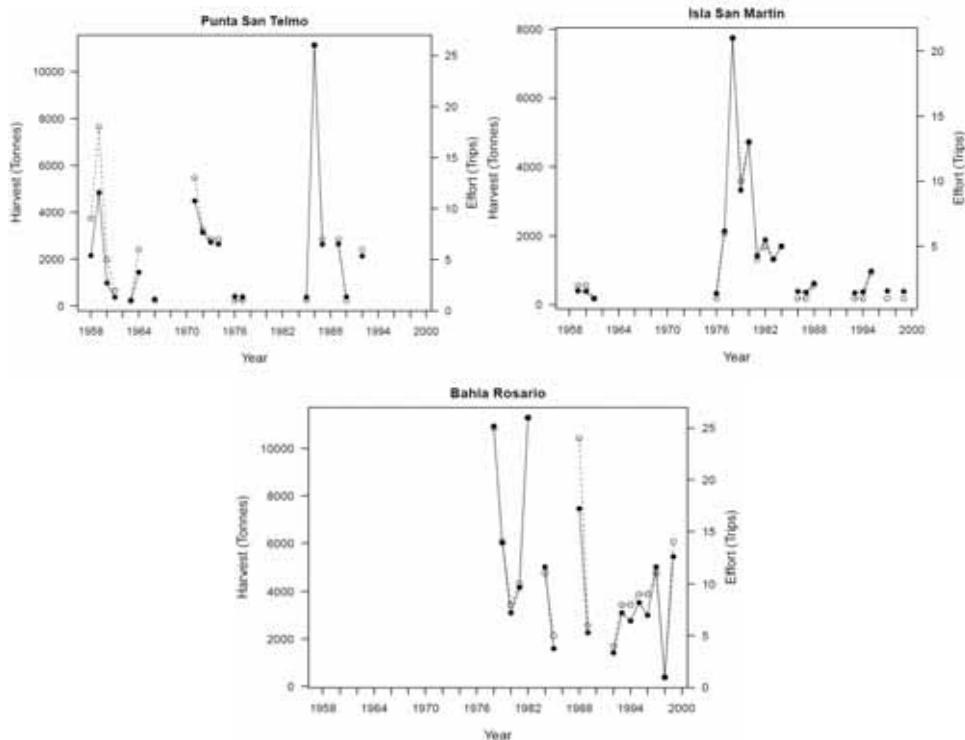 Punta San Telmo
Harvest (Tonnes)
10000
8000
6000
4000
2000
0
25
20
15
10
5
0
Effort (Trips)
1958 1964 1970 1976 1982 1988 1994 2000
Year
Isla San Martin
Harvest (Tonnes)
8000
6000
4000
2000
0
20
15
10
5
Effort (Trips)
1958 1964 1970 1976 1982 1988 1994 2000
Year
Bahia Rosario
Harvest (Tonnes)
10000
8000
6000
4000
2000
0
25
20
15
10
5
0
Effort (Trips)
1958 1964 1970 1976 1982 1988 1994 2000
Year